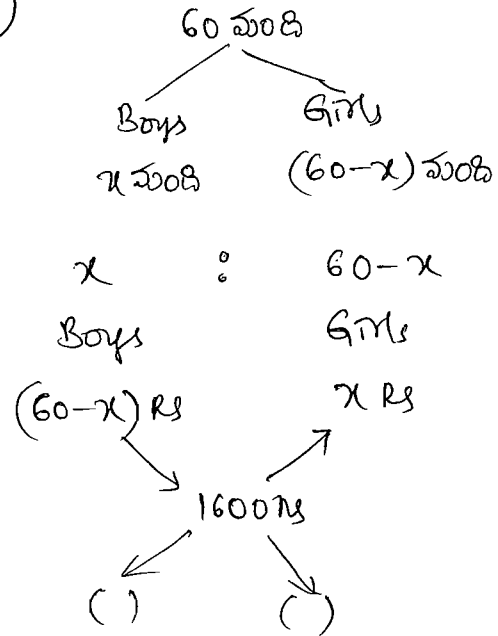 )
60 మంది
Boys Girls
x మంది (60-x) మంది
x : 60-x
Boys Girls
(60-x) Rs x Rs
1600 Rs
( ) ( )